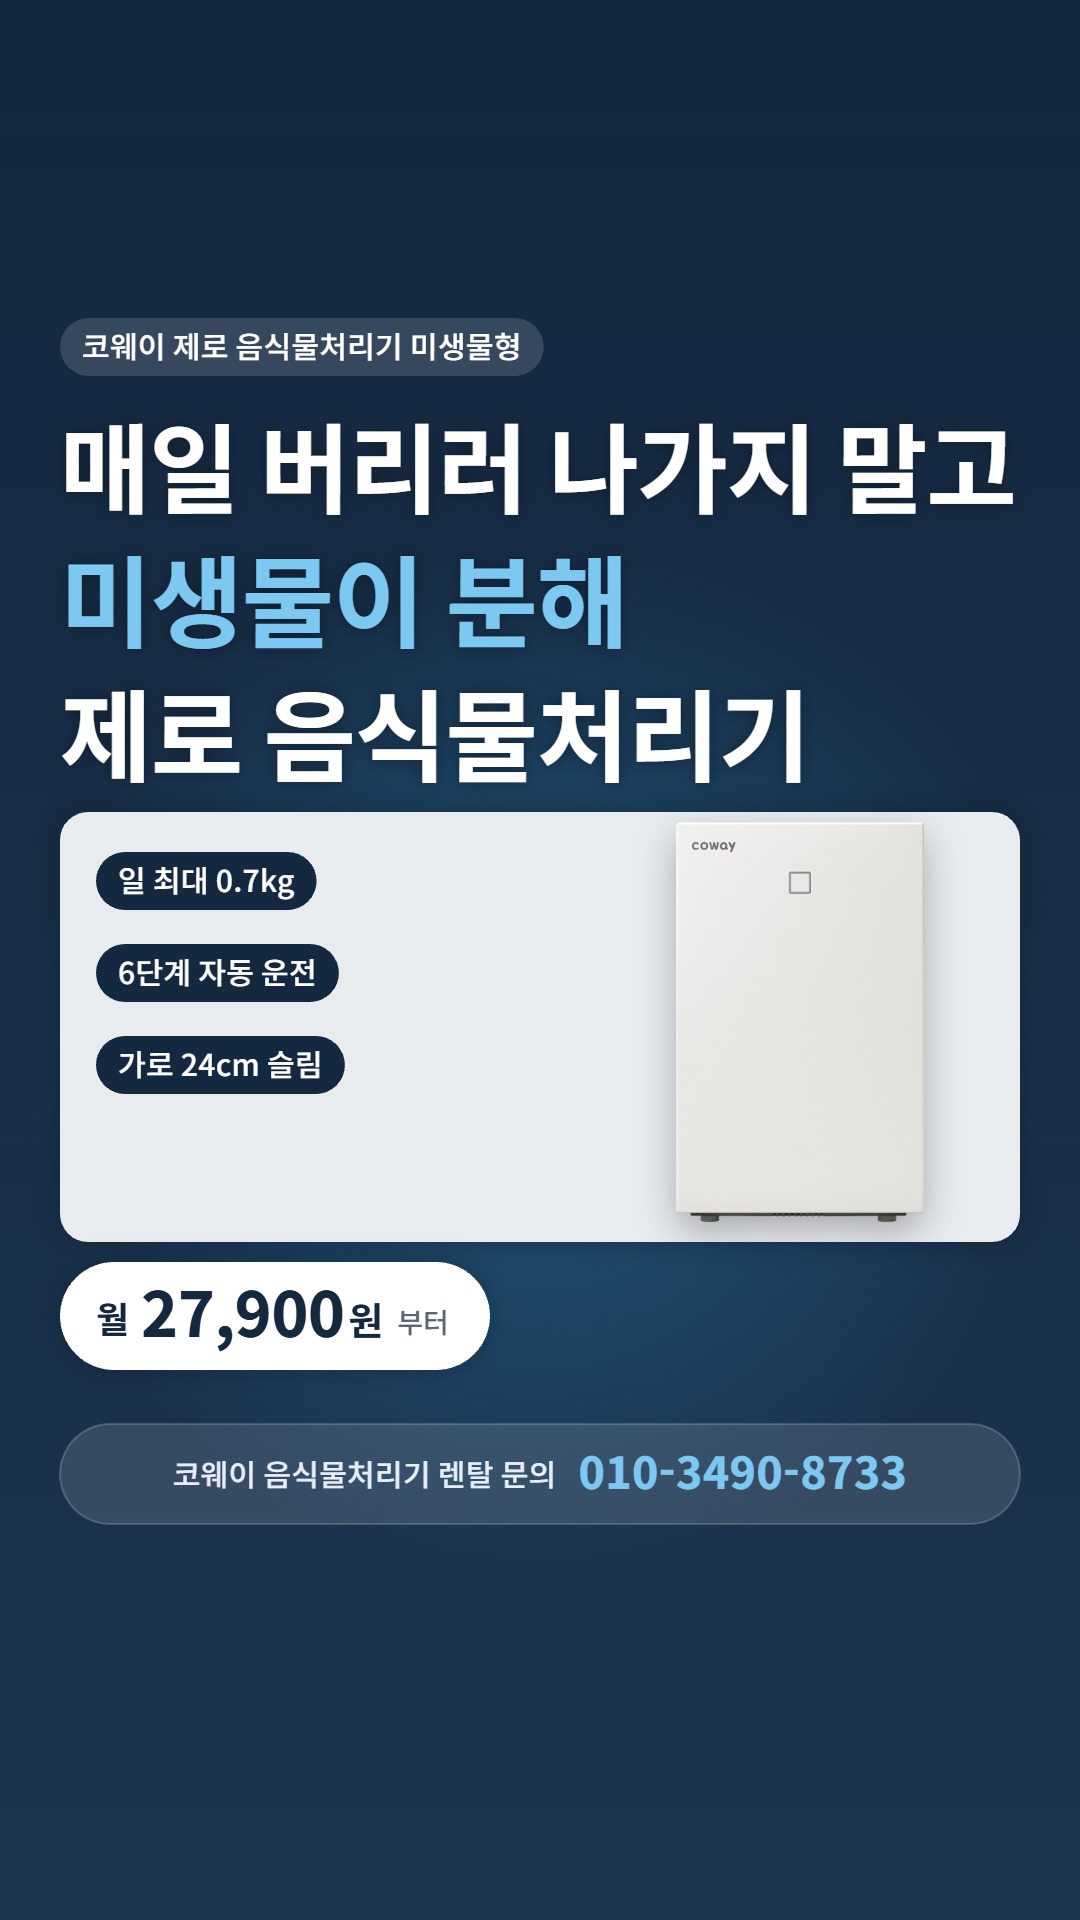 코웨이 제로 음식물처리기 미생물형
매일 버리러 나가지 말고
미생물이 분해
제로 음식물처리기
coway
일 최대 0.7kg
6단계 자동 운전
가로 24cm 슬림
월 27,900원 부터
코웨이 음식물처리기 렌탈 문의 010-3490-8733